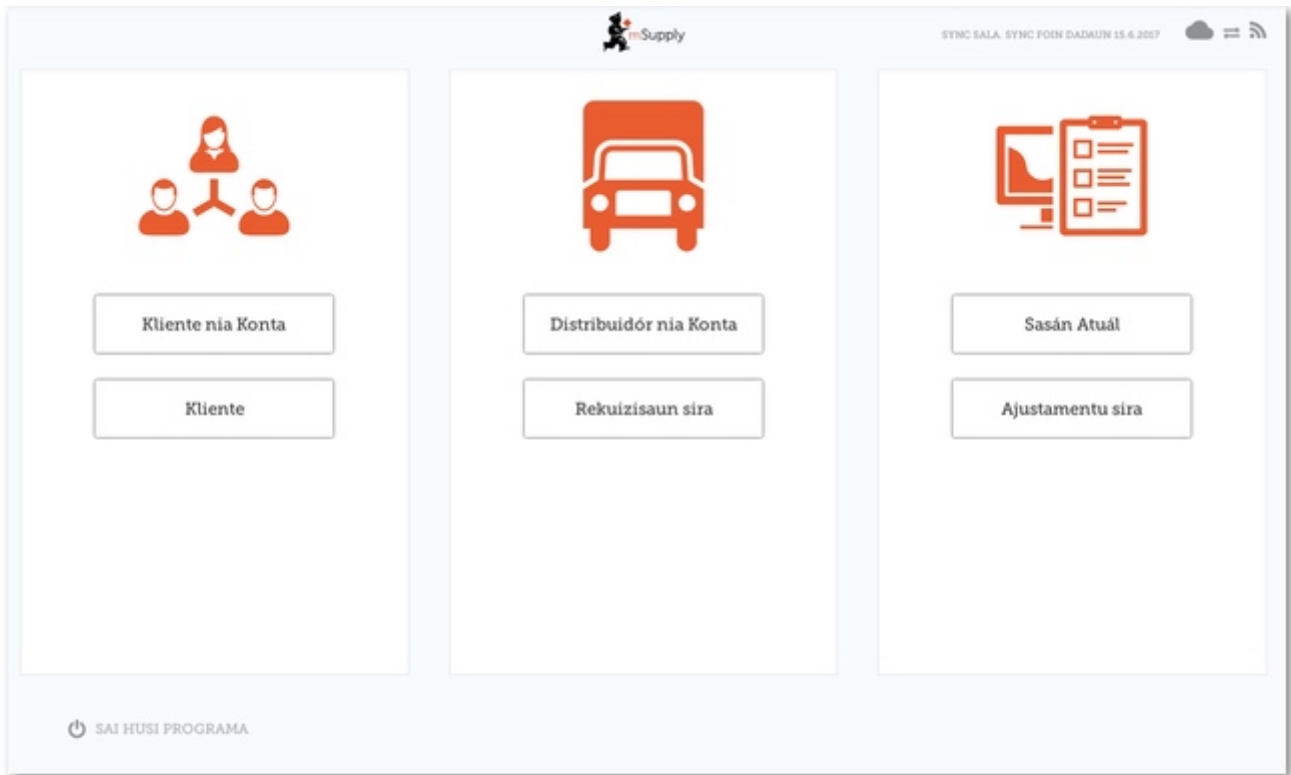 mSupply
SYNC SALA. SYNC FOIN DADAUN 15.6.2017
Kliente nia Konta
Kliente
Distribuidór nia Konta
Rekuizisaun sira
Sasán Atuál
Ajustamentu sira
SAI HUSI PROGRAMA